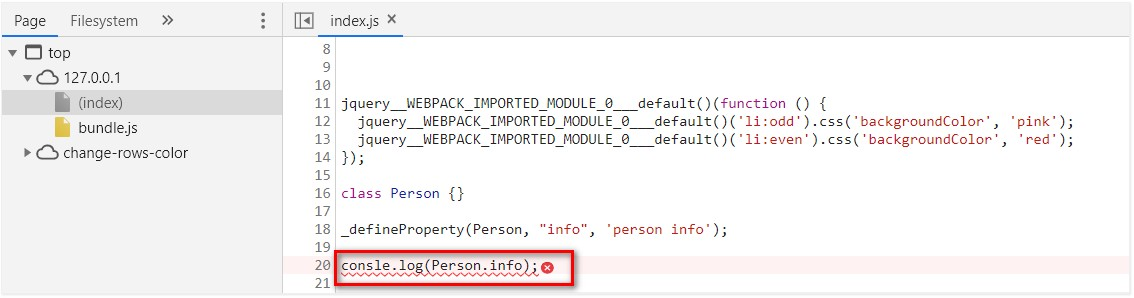 Page Filesystem »
index.js ×
top
127.0.0.1
(index)
bundle.js
change-rows-color
8
9
10
11 jquery__WEBPACK_IMPORTED_MODULE_0___default()(function () {
12 jquery__WEBPACK_IMPORTED_MODULE_0___default()('li:odd').css('backgroundColor', 'pink');
13 jquery__WEBPACK_IMPORTED_MODULE_0___default()('li:even').css('backgroundColor', 'red');
14 });
15
16 class Person {}
17
18 _defineProperty(Person, "info", 'person info');
19
20 consle.log(Person.info);
21